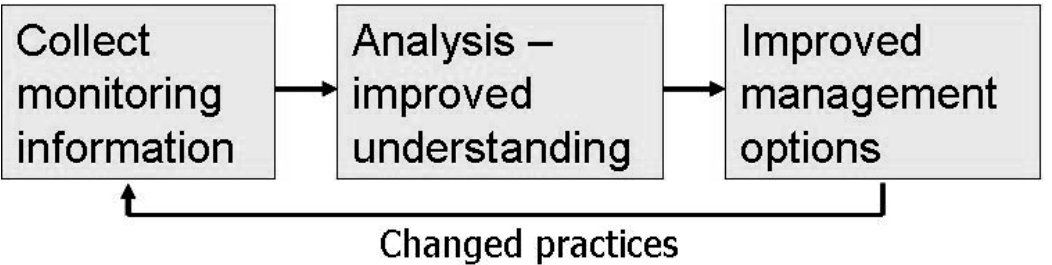 Collect
monitoring
information
Analysis –
improved
understanding
Improved
management
options
Changed practices